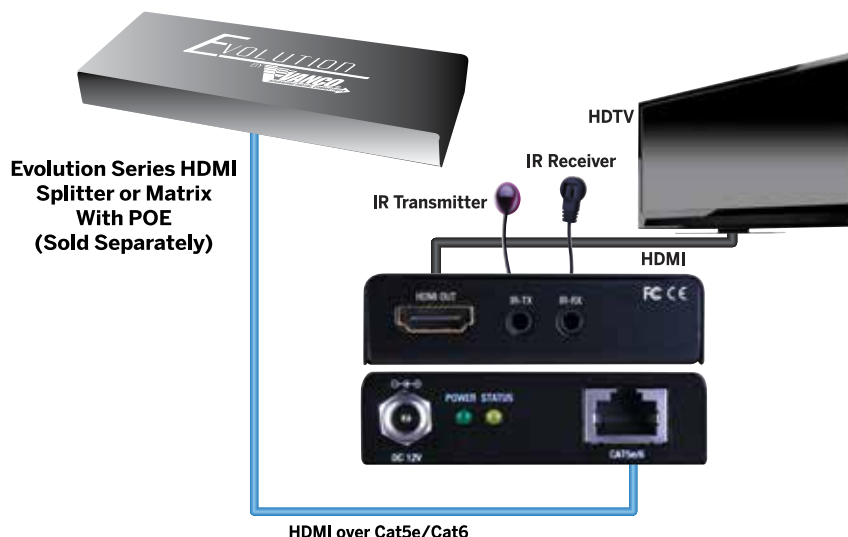 EVOLUTION
BY VANCO
HDTV
IR Receiver
Evolution Series HDMI
Splitter or Matrix
With POE
(Sold Separately)
IR Transmitter
HDMI
HDMI OUT
IR-TX
IR-RX
FC CE
POWER STATUS
DC 12V
CAT5e/6
HDMI over Cat5e/Cat6